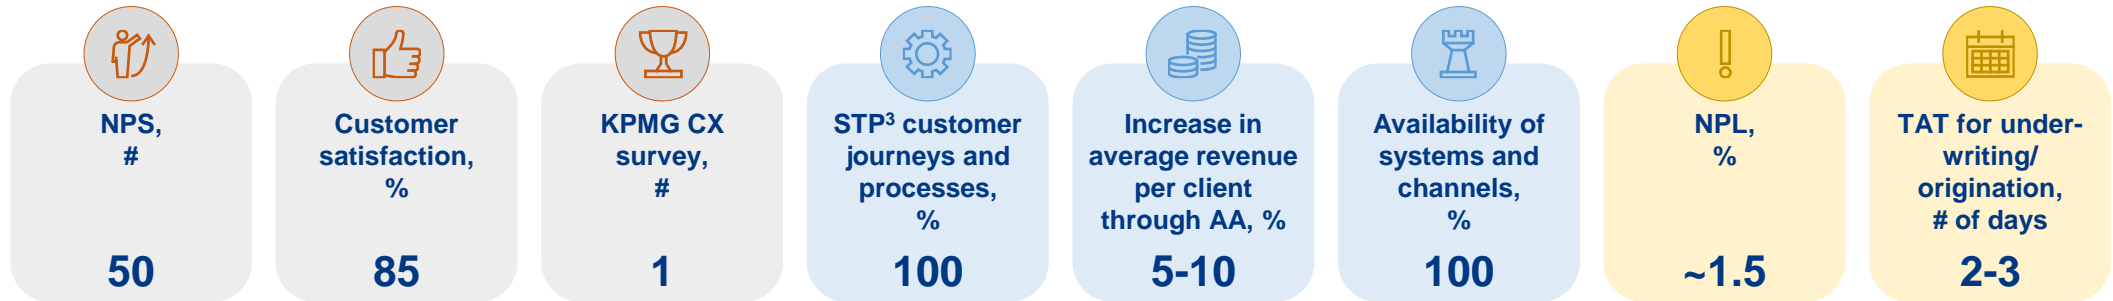 NPS,
#
50
Customer
satisfaction,
%
85
KPMG CX
survey,
#
1
STP³ customer
journeys and
processes,
%
100
Increase in
average revenue
per client
through AA, %
5-10
Availability of
systems and
channels,
%
100
NPL,
%
~1.5
TAT for under-
writing/
origination,
# of days
2-3